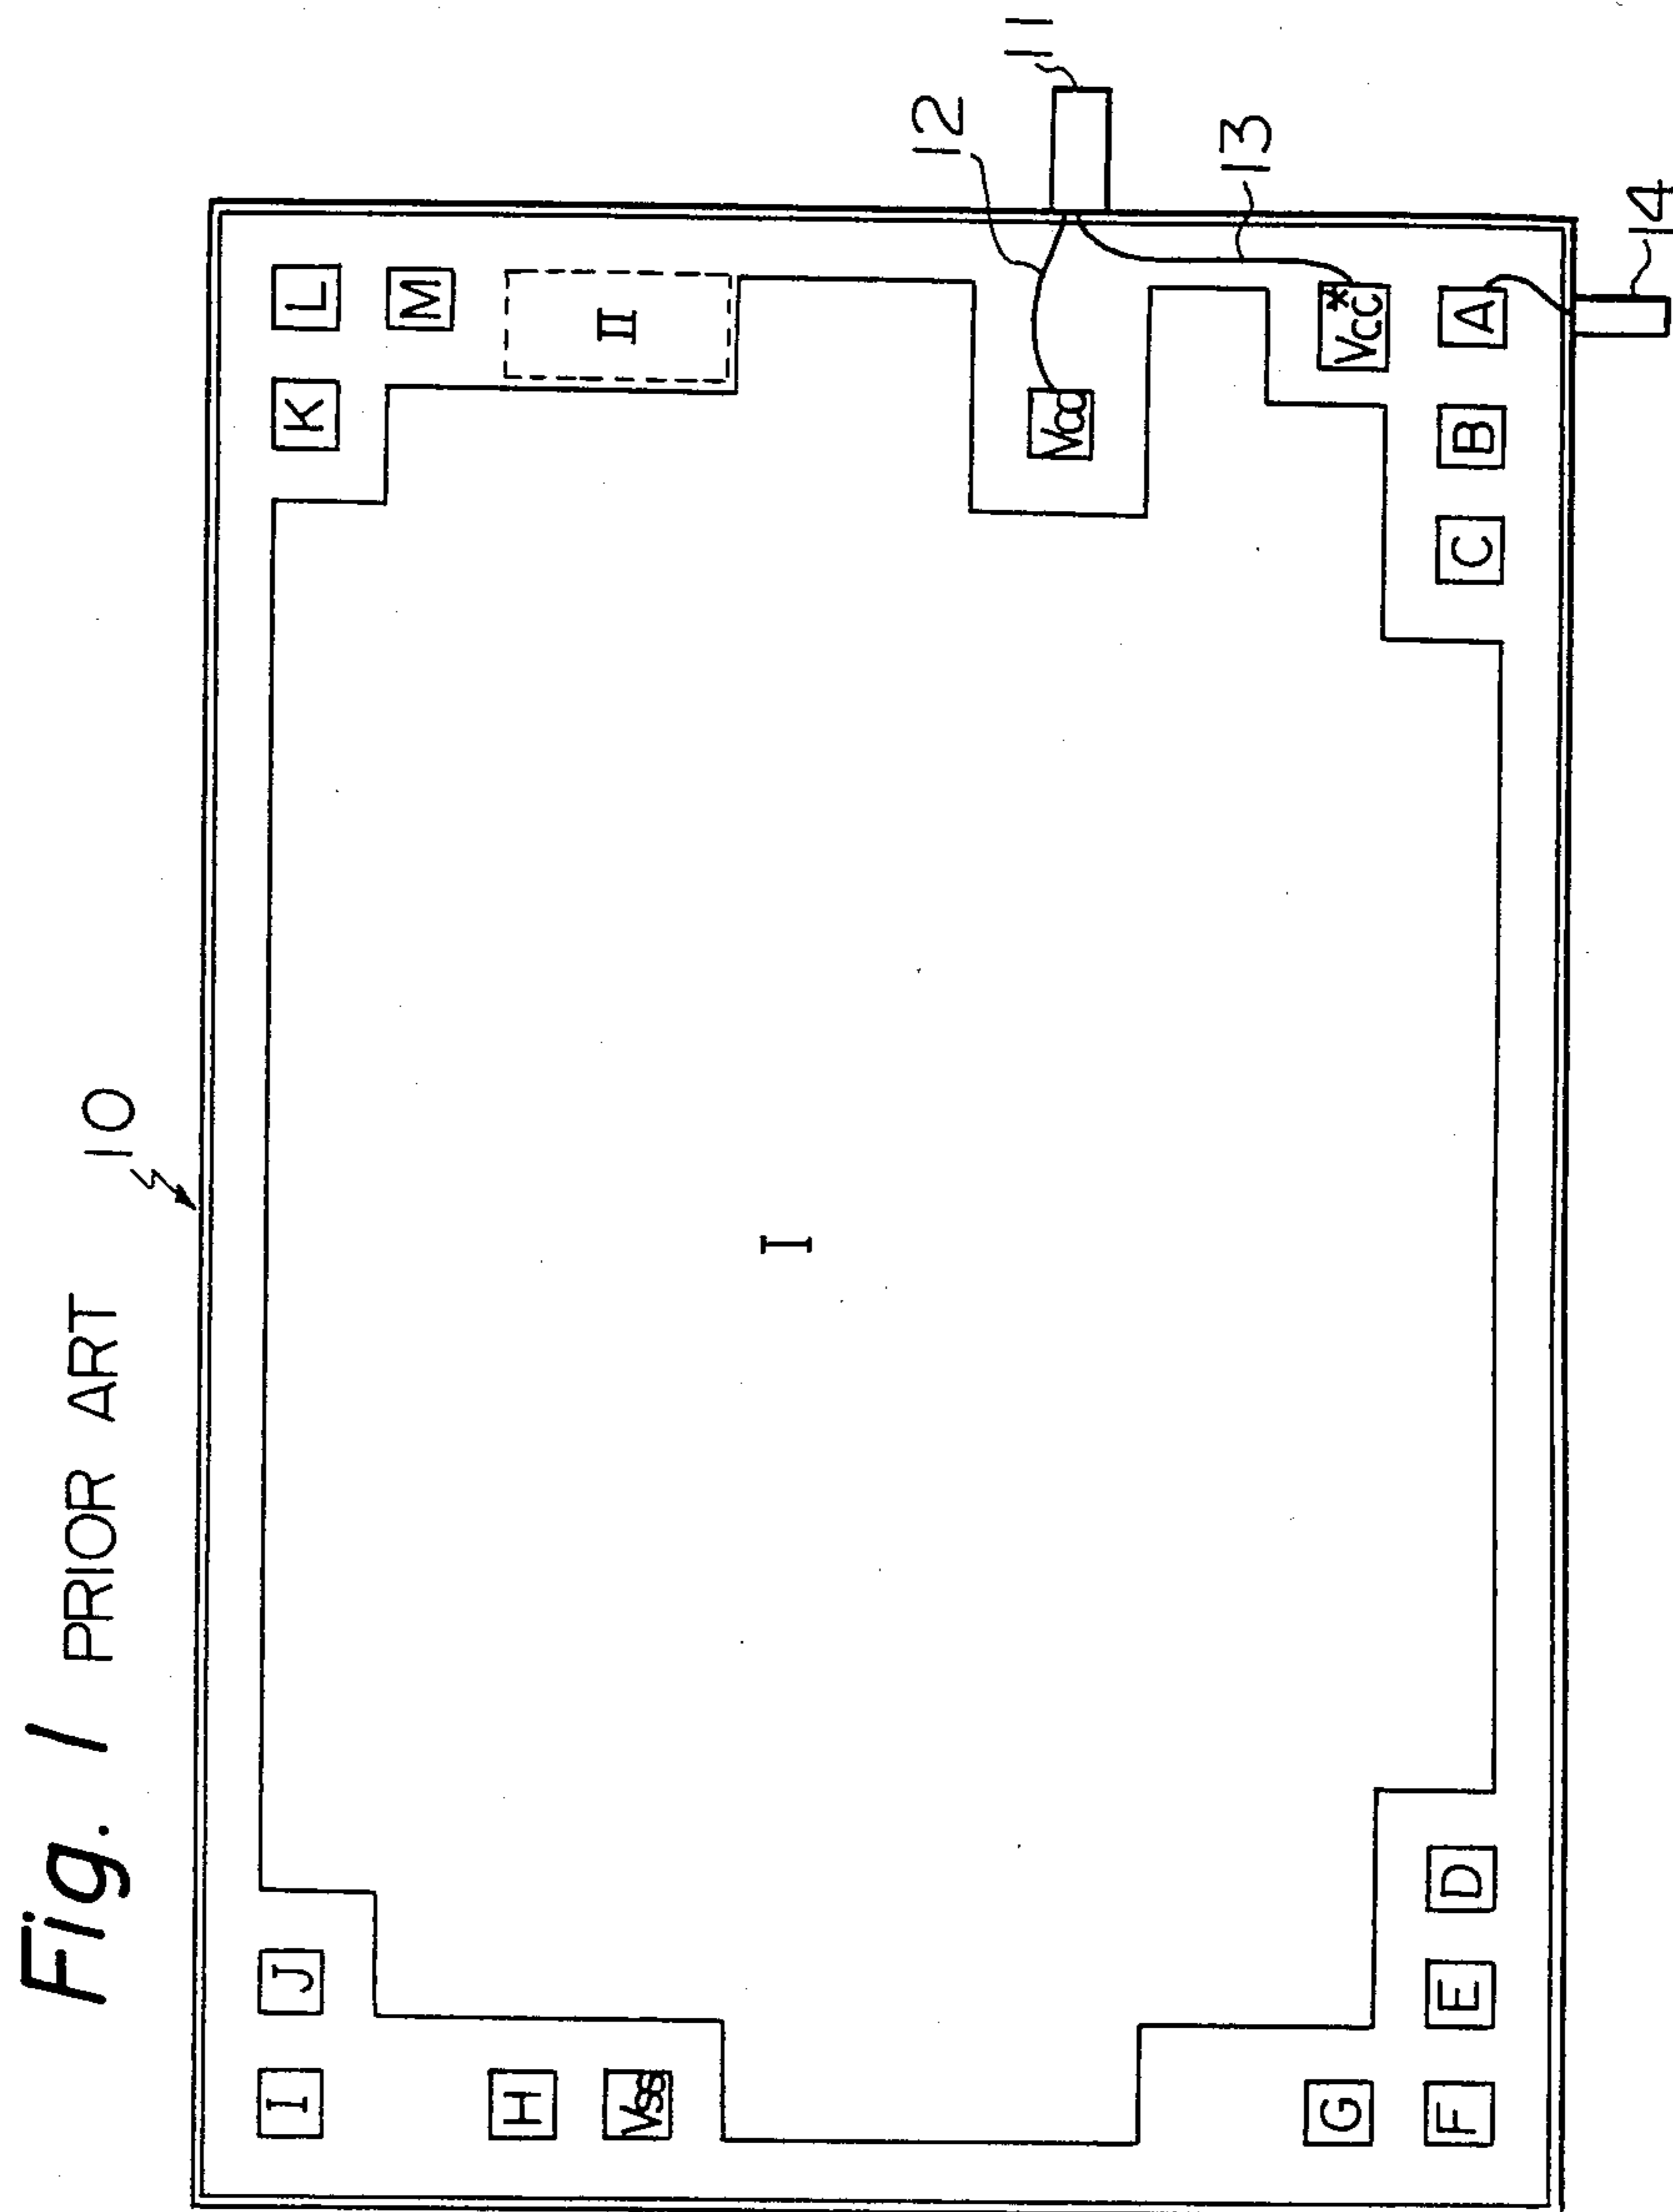 Fig. 1 PRIOR ART
10
I J K L
M
H
II
Vss
I
12
11
Vcc
13
G Vcc*
F E D C B A
14